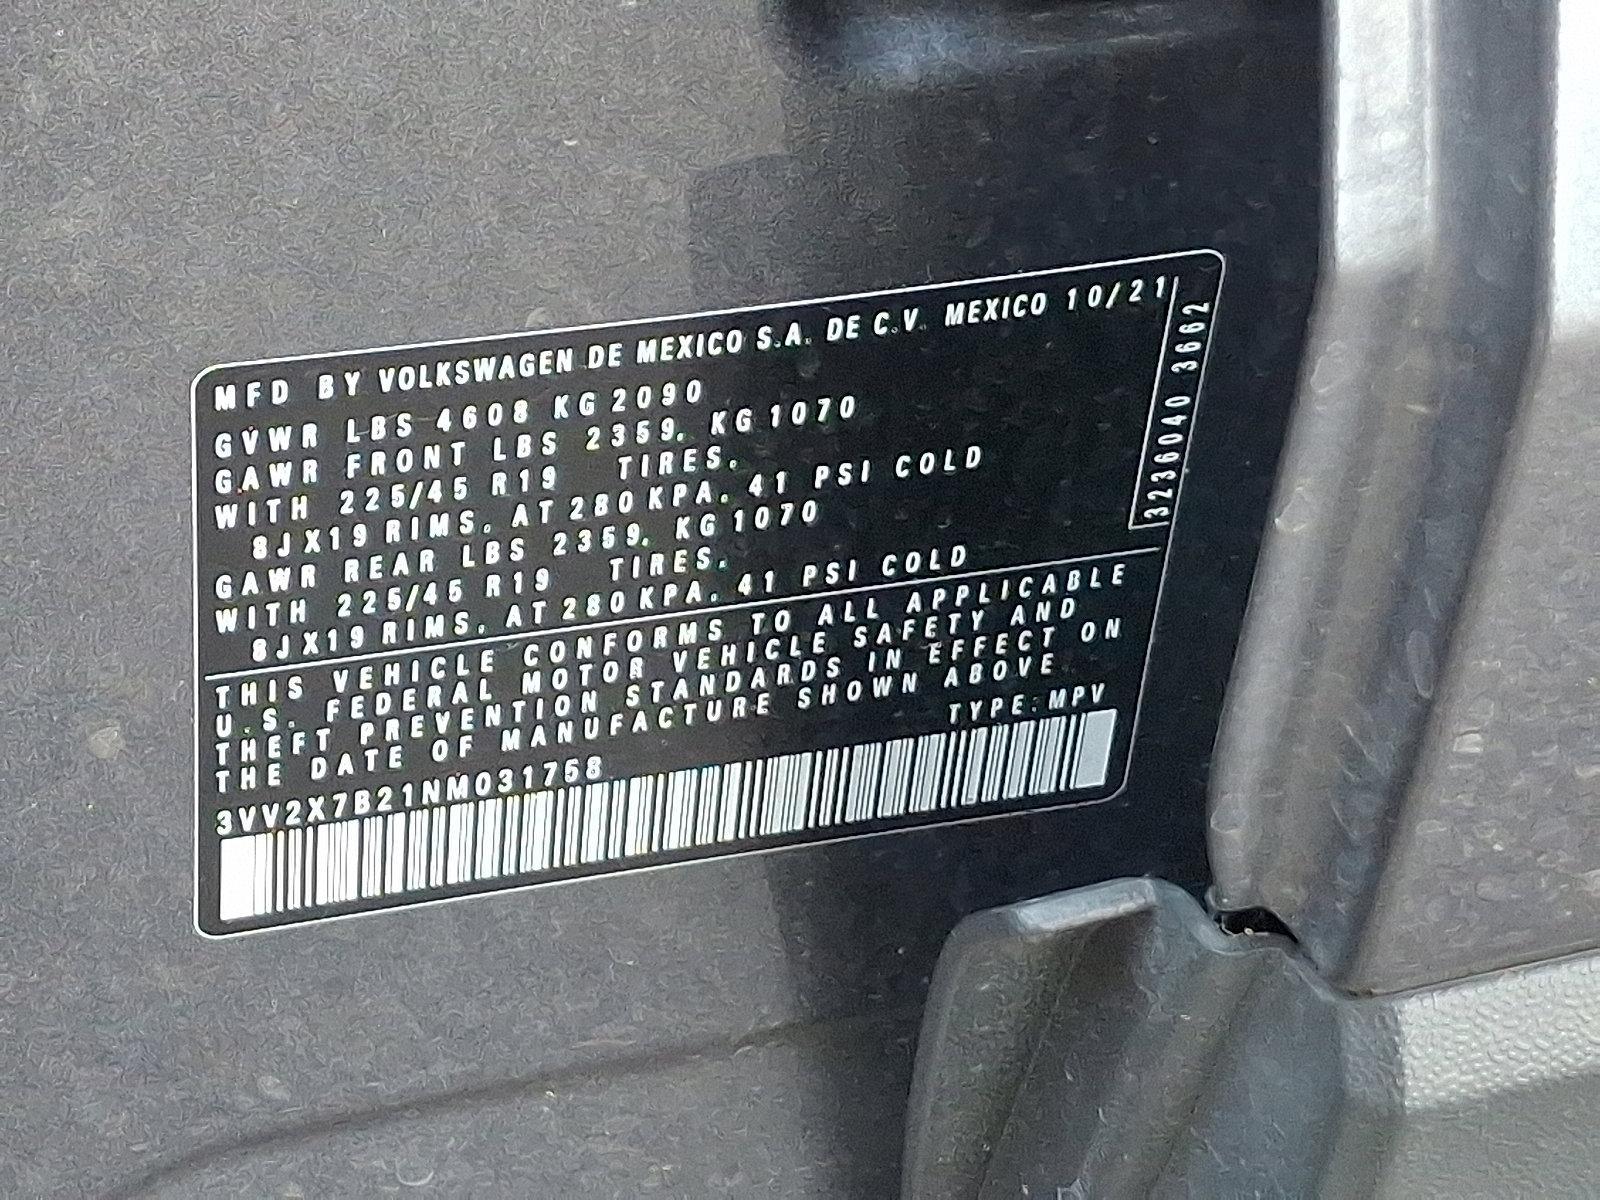 MFD BY VOLKSWAGEN DE MEXICO S.A. DE C.V. MEXICO 10/21
GVWR LBS 4608 KG 2090
GAWR FRONT LBS 2359. KG 1070
WITH 225/45 R19 TIRES.
8JX19 RIMS. AT 280 KPA. 41 PSI COLD
GAWR REAR LBS 2359. KG 1070
WITH 225/45 R19 TIRES.
8JX19 RIMS. AT 280 KPA. 41 PSI COLD
3236040 3662
THIS VEHICLE CONFORMS TO ALL APPLICABLE
U.S. FEDERAL MOTOR VEHICLE SAFETY AND
THEFT PREVENTION STANDARDS IN EFFECT ON
THE DATE OF MANUFACTURE SHOWN ABOVE
TYPE: MPV
3VV2X7B21NM031758